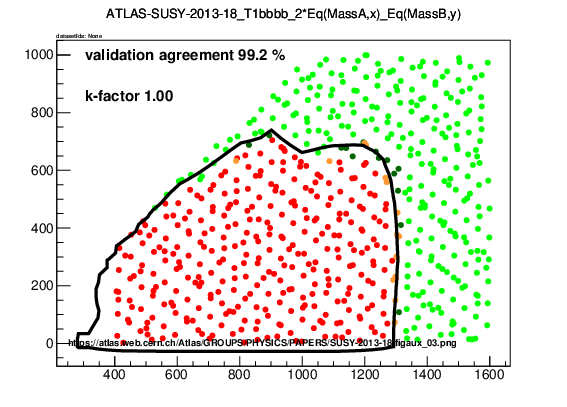 ATLAS-SUSY-2013-18_T1bbbb_2*Eq(MassA,x)_Eq(MassB,y)
datasetIds: None
1000
validation agreement 99.2 %
800
k-factor 1.00
600
400
200
0
https://atlas.web.cern.ch/Atlas/GROUPS/PHYSICS/PAPERS/SUSY-2013-18/figaux_03.png
400 600 800 1000 1200 1400 1600